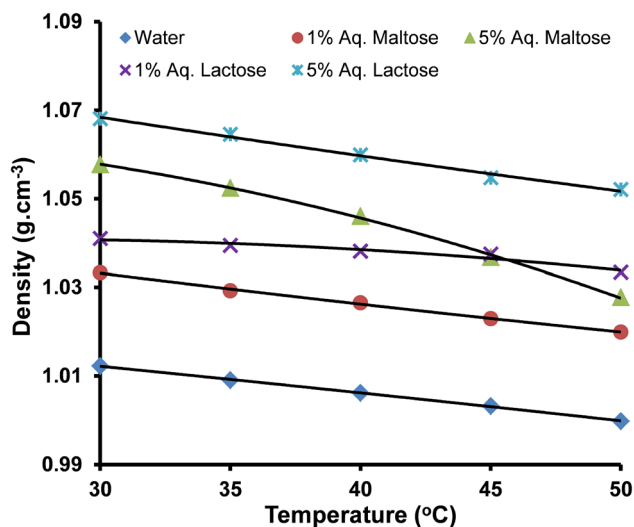 1.09
Water 1% Aq. Maltose 5% Aq. Maltose
1% Aq. Lactose 5% Aq. Lactose
1.07
1.05
1.03
1.01
0.99
Density (g.cm⁻³)
30 35 40 45 50
Temperature (ºC)